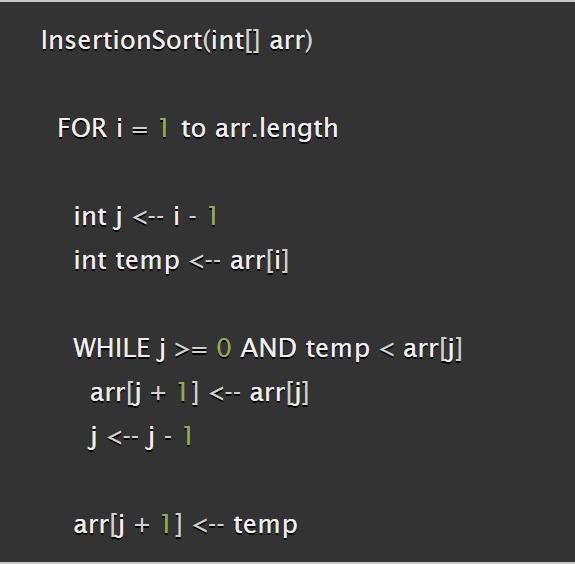 InsertionSort(int[] arr)
FOR i = 1 to arr.length
int j <-- i - 1
int temp <-- arr[i]
WHILE j >= 0 AND temp < arr[j]
arr[j + 1] <-- arr[j]
j <-- j - 1
arr[j + 1] <-- temp